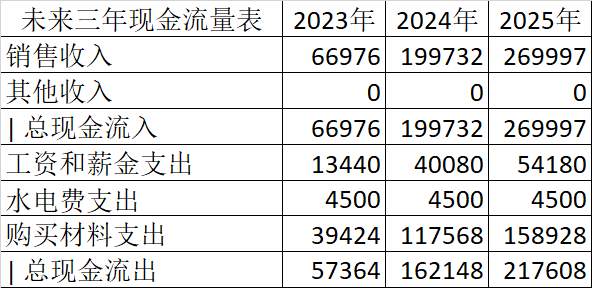 未来三年现金流量表 2023年 2024年 2025年
销售收入 66976 199732 269997
其他收入 0 0 0
| 总现金流入 66976 199732 269997
工资和薪金支出 13440 40080 54180
水电费支出 4500 4500 4500
购买材料支出 39424 117568 158928
| 总现金流出 57364 162148 217608